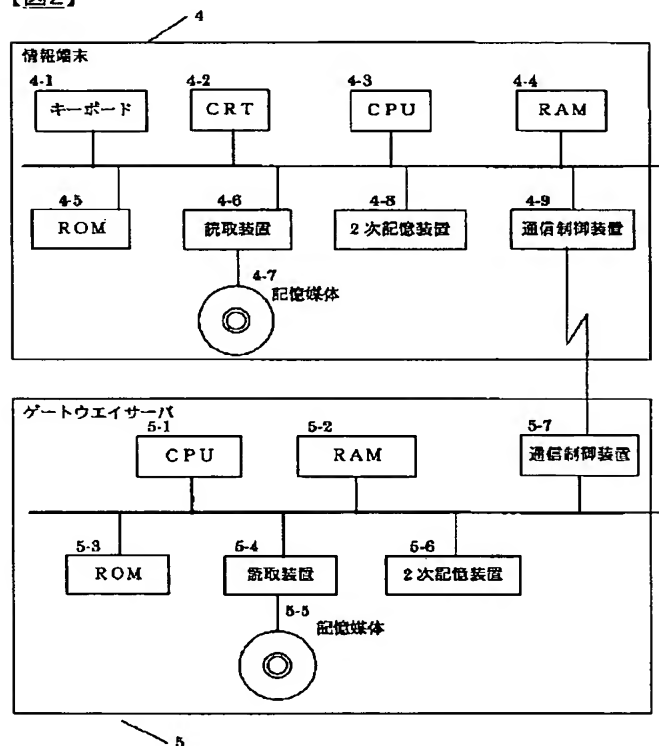 【図2】
4
情報端末
4-1 4-2 4-3 4-4
キーボード CRT CPU RAM
4-5 4-6 4-8 4-9
ROM 読取装置 2次記憶装置 通信制御装置
4-7
記憶媒体
ゲートウエイサーバ
5-1 5-2 5-7
CPU RAM 通信制御装置
5-3 5-4 5-6
ROM 読取装置 2次記憶装置
5-5
記憶媒体
5